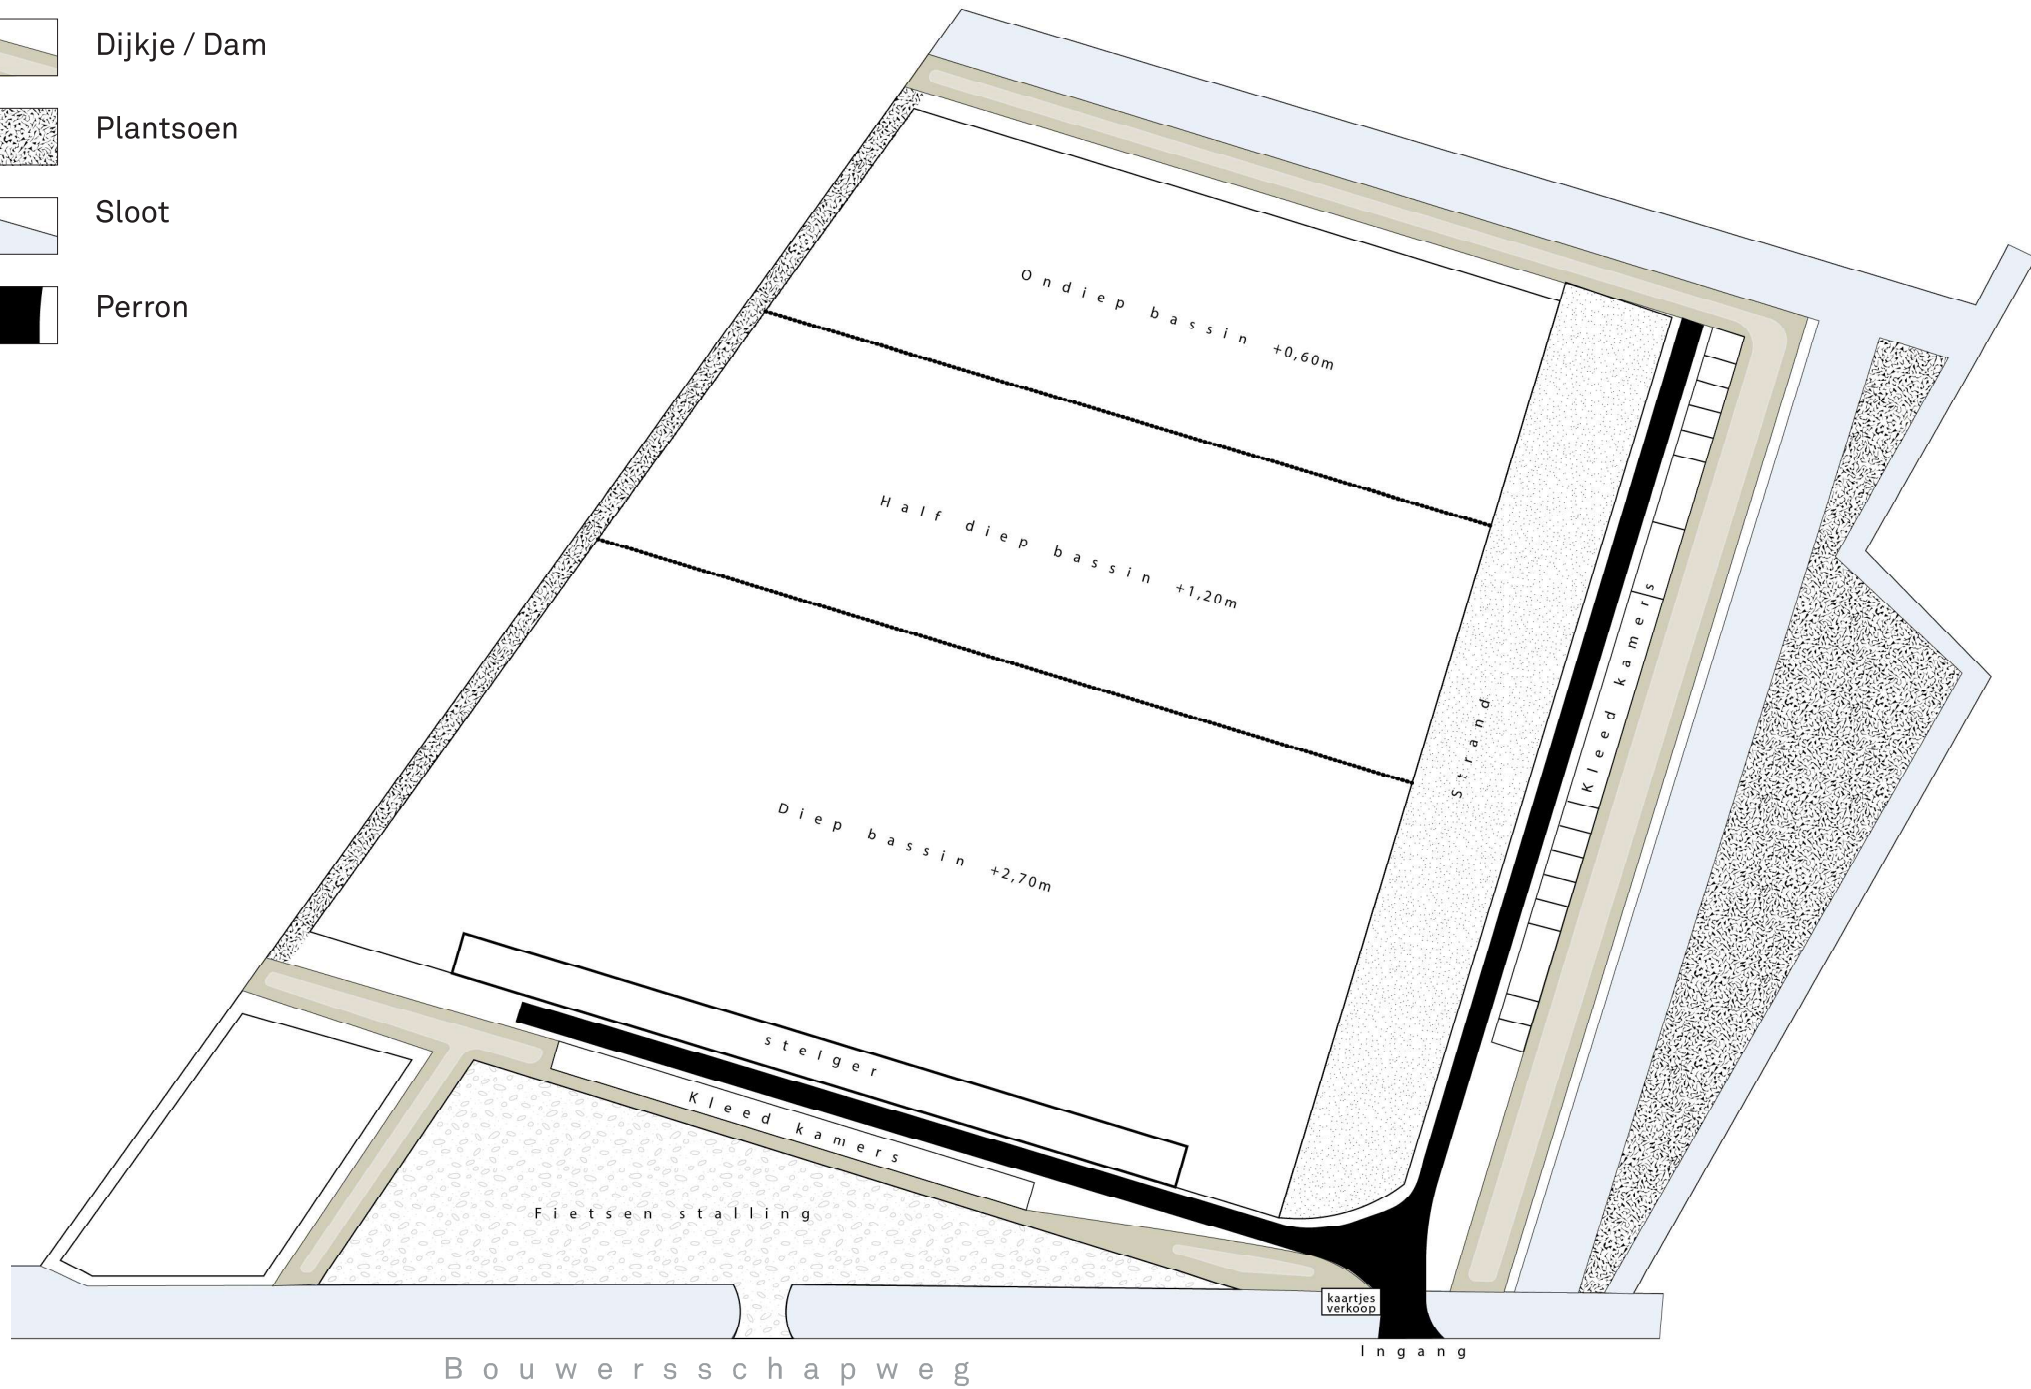 Dijkje / Dam
Plantsoen
Sloot
Perron
Ondiep bassin +0,60m
Half diep bassin +1,20m
Kleed kamers
Strand
Diep bassin +2,70m
steiger
Kleed kamers
Fietsen stalling
kaartjes
verkoop
Ingang
Bouwersschapweg